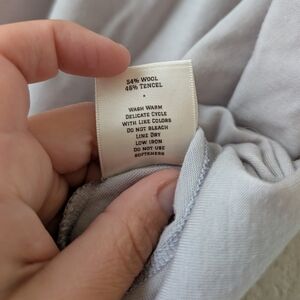 54% WOOL
46% TENCEL
WASH WARM
DELICATE CYCLE
WITH LIKE COLORS
DO NOT BLEACH
LINE DRY
LOW IRON
DO NOT USE
SOFTENERS